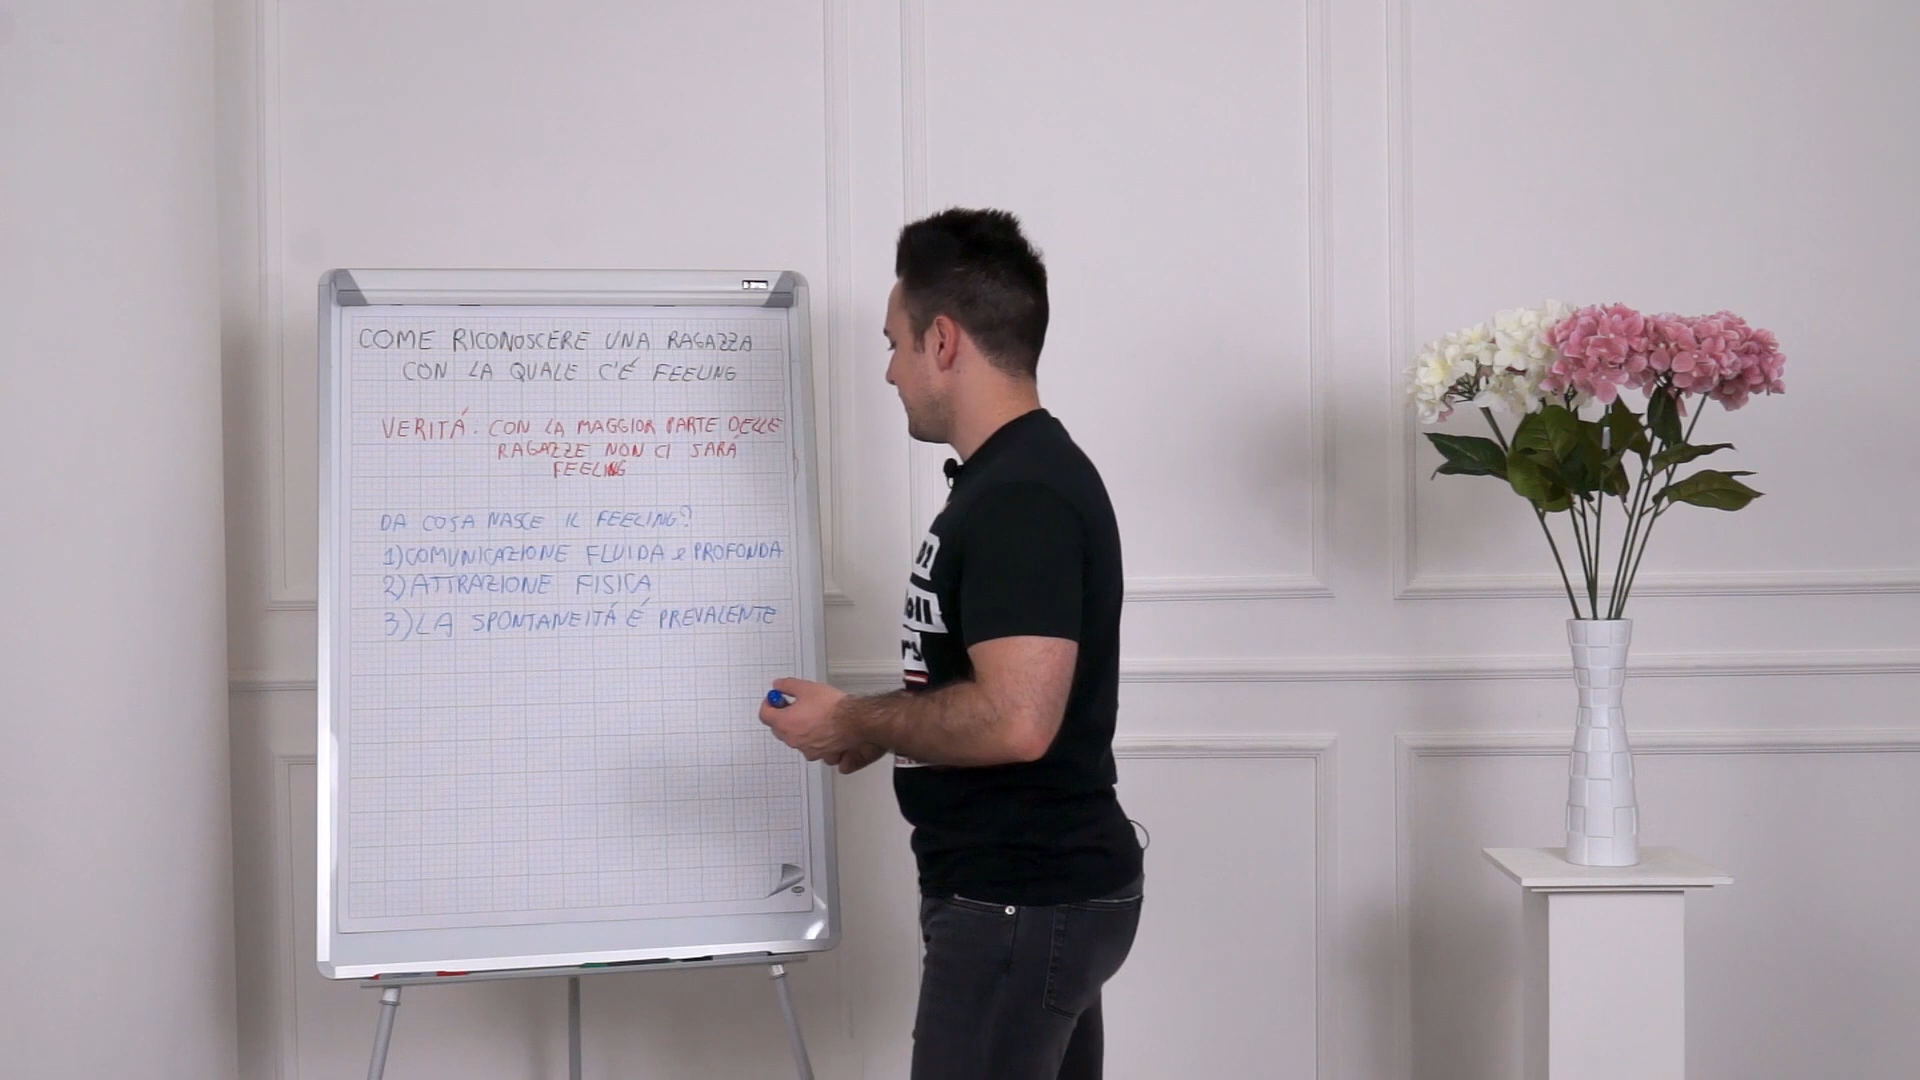 COME RICONOSCERE UNA RAGAZZA
CON LA QUALE C'É FEELING
VERITÁ: CON LA MAGGIOR PARTE DELLE
RAGAZZE NON CI SARÁ
FEELING
DA COSA NASCE IL FEELING?
1) COMUNICAZIONE FLUIDA e PROFONDA
2) ATTRAZIONE FISICA
3) LA SPONTANEITÁ É PREVALENTE